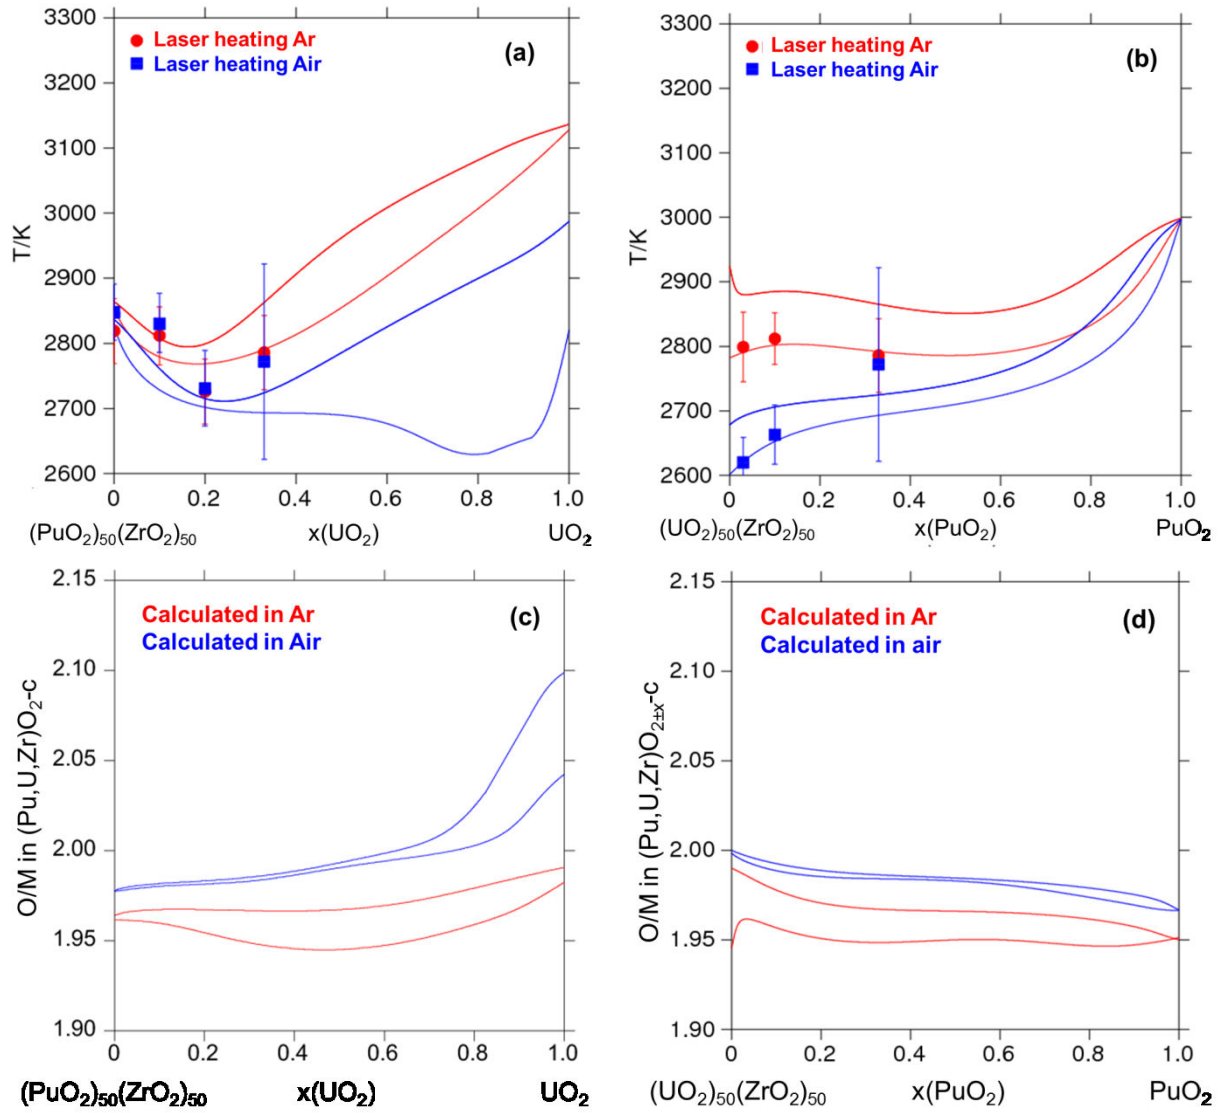 3300
3200
3100
3000
2900
2800
2700
2600
T/K
Laser heating Ar
Laser heating Air
(a)
0 0.2 0.4 0.6 0.8 1.0
(PuO₂)₅₀(ZrO₂)₅₀ x(UO₂) UO₂
3300
3200
3100
3000
2900
2800
2700
2600
T/K
Laser heating Ar
Laser heating Air
(b)
0 0.2 0.4 0.6 0.8 1.0
(UO₂)₅₀(ZrO₂)₅₀ x(PuO₂) PuO₂
2.15
2.10
2.05
2.00
1.95
1.90
O/M in (Pu,U,Zr)O₂-c
Calculated in Ar
Calculated in Air
(c)
0 0.2 0.4 0.6 0.8 1.0
(PuO₂)₅₀(ZrO₂)₅₀ x(UO₂) UO₂
2.15
2.10
2.05
2.00
1.95
1.90
O/M in (Pu,U,Zr)O₂±ₓ-c
Calculated in Ar
Calculated in air
(d)
0 0.2 0.4 0.6 0.8 1.0
(UO₂)₅₀(ZrO₂)₅₀ x(PuO₂) PuO₂